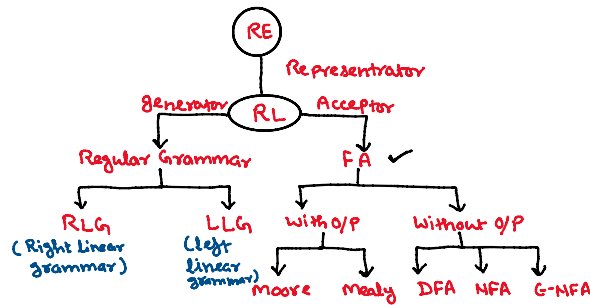 RE
Representrator
generator RL Acceptor
Regular Grammar FA
RLG LLG With O/P Without O/P
(Right linear grammar) (left linear grammar)
Moore Mealy DFA NFA G-NFA